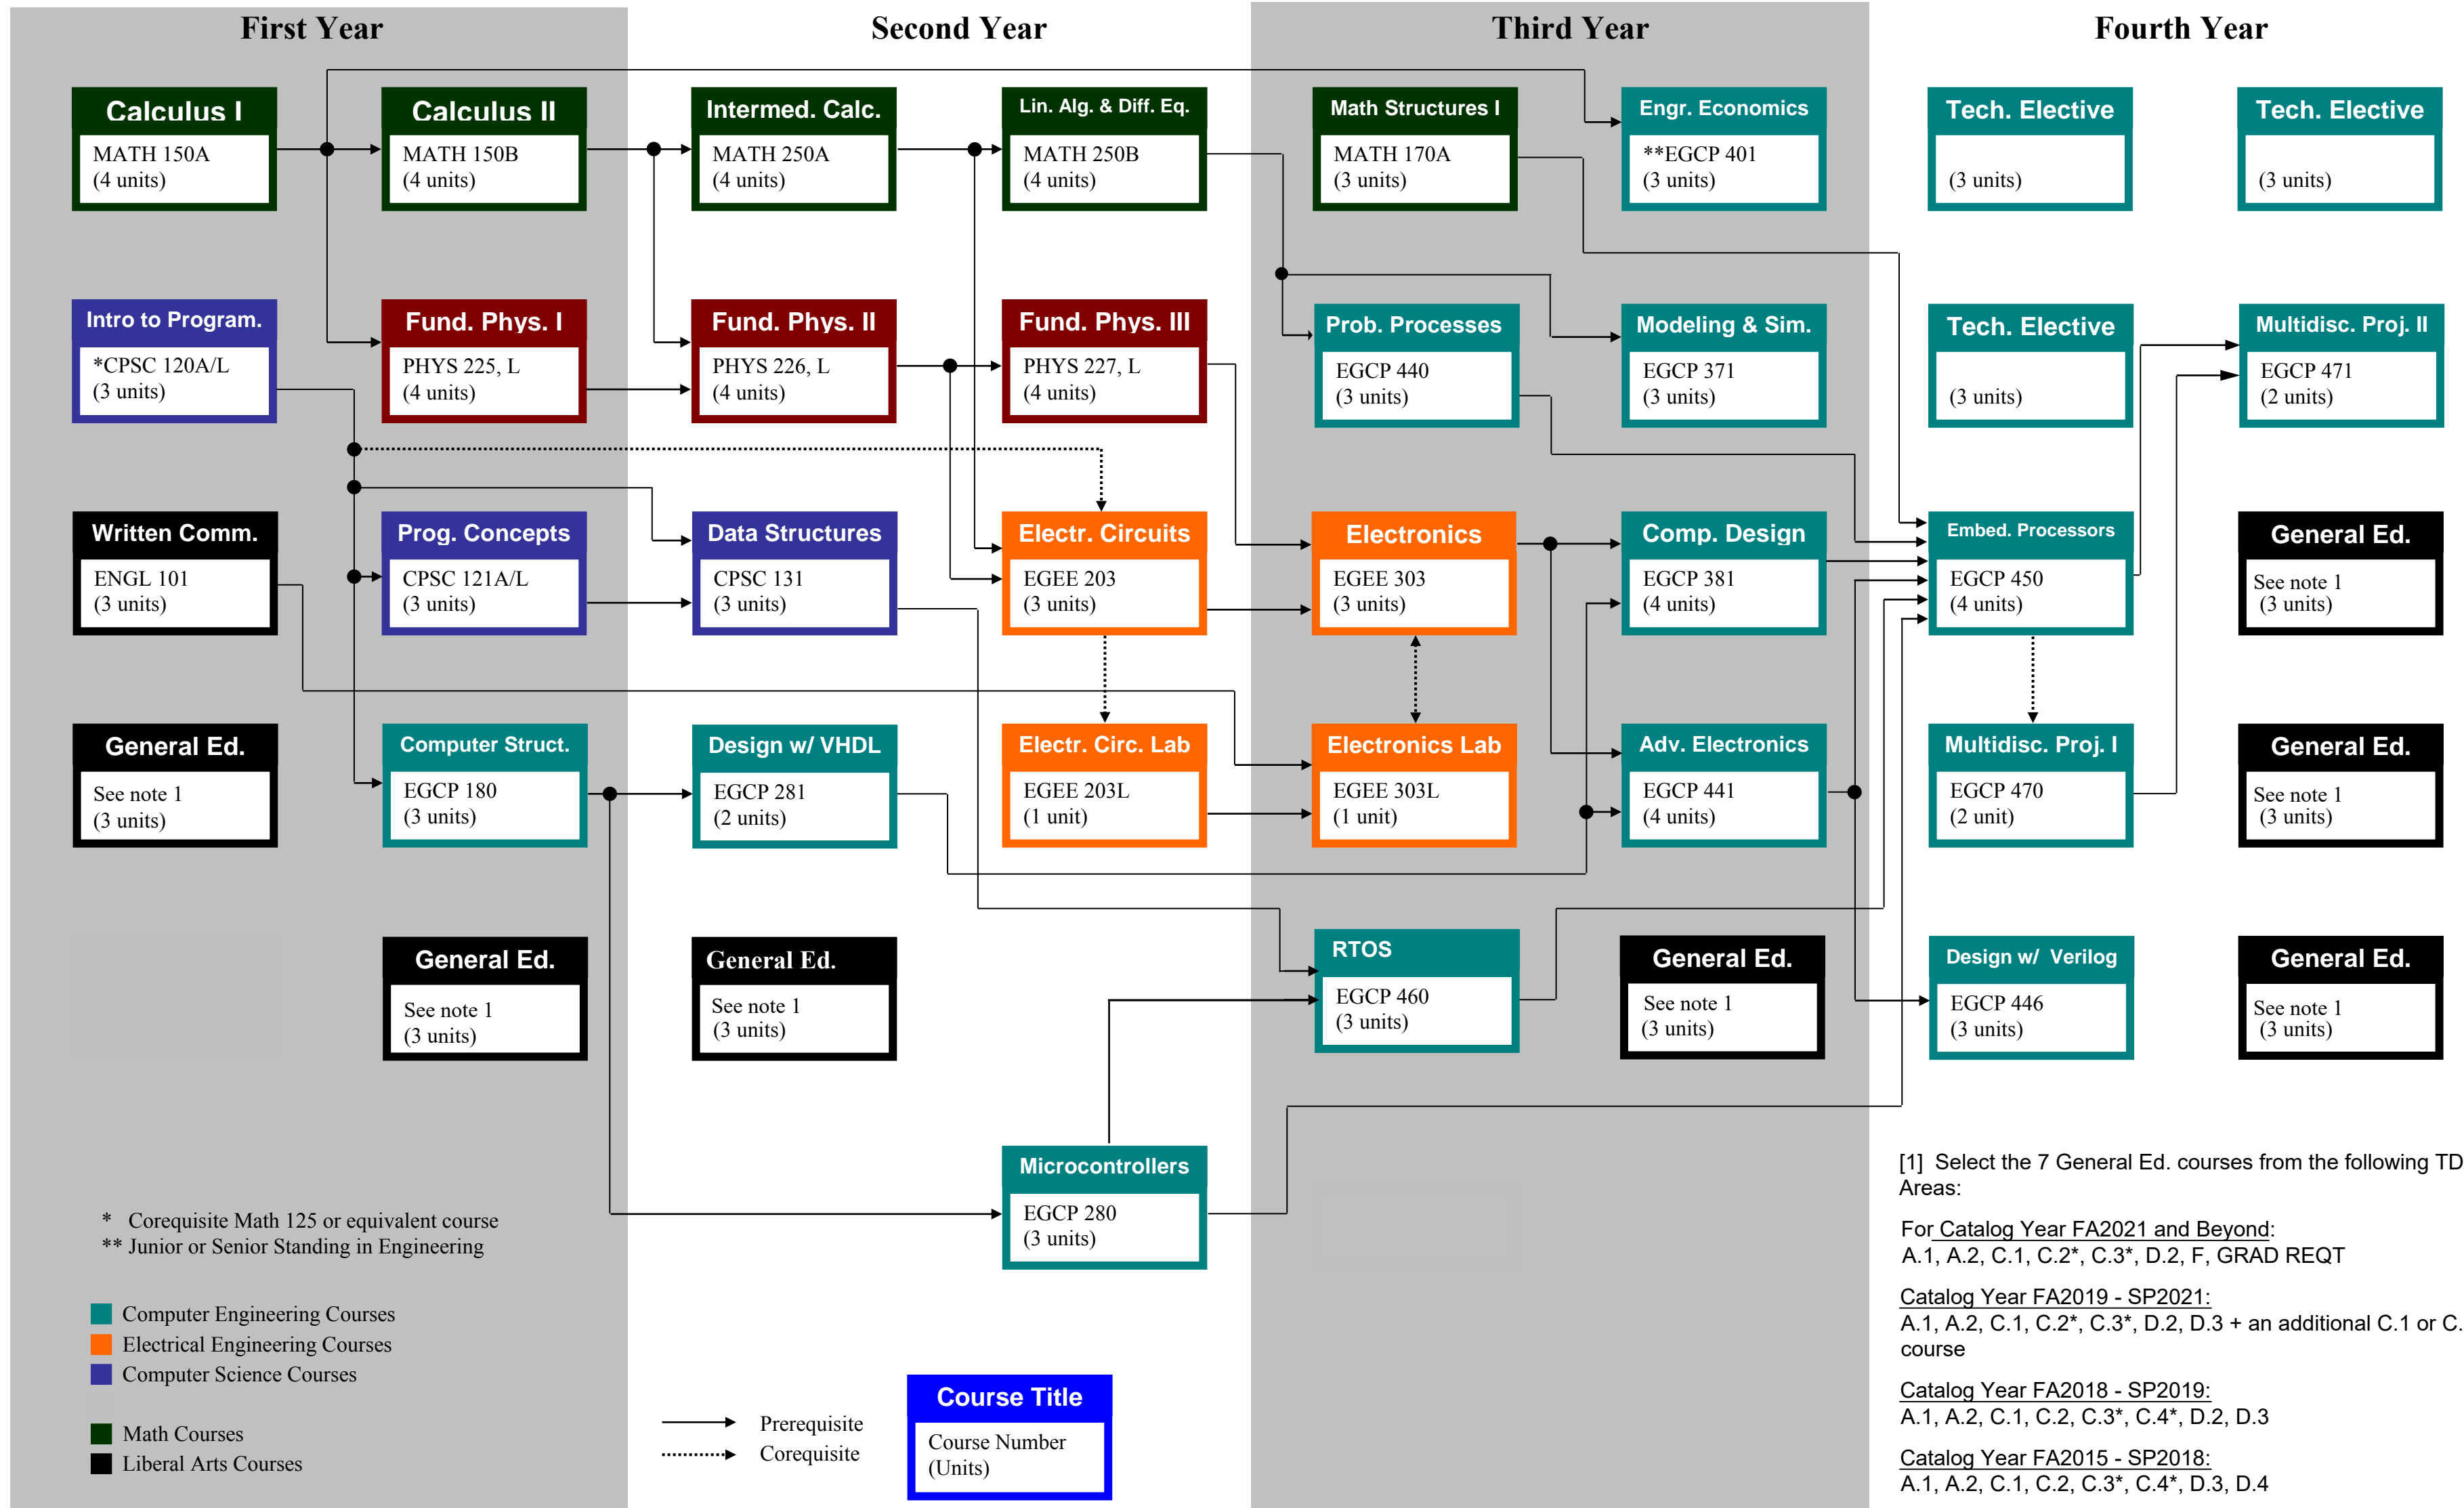 First Year
Second Year
Third Year
Fourth Year
Calculus I
MATH 150A
(4 units)
Calculus II
MATH 150B
(4 units)
Intermed. Calc.
MATH 250A
(4 units)
Lin. Alg. & Diff. Eq.
MATH 250B
(4 units)
Math Structures I
MATH 170A
(3 units)
Engr. Economics
**EGCP 401
(3 units)
Tech. Elective
(3 units)
Tech. Elective
(3 units)
Intro to Program.
*CPSC 120A/L
(3 units)
Fund. Phys. I
PHYS 225, L
(4 units)
Fund. Phys. II
PHYS 226, L
(4 units)
Fund. Phys. III
PHYS 227, L
(4 units)
Prob. Processes
EGCP 440
(3 units)
Modeling & Sim.
EGCP 371
(3 units)
Tech. Elective
(3 units)
Multidisc. Proj. II
EGCP 471
(2 units)
Written Comm.
ENGL 101
(3 units)
Prog. Concepts
CPSC 121A/L
(3 units)
Data Structures
CPSC 131
(3 units)
Electr. Circuits
EGEE 203
(3 units)
Electronics
EGEE 303
(3 units)
Comp. Design
EGCP 381
(4 units)
Embed. Processors
EGCP 450
(4 units)
General Ed.
See note 1
(3 units)
General Ed.
See note 1
(3 units)
Computer Struct.
EGCP 180
(3 units)
Design w/ VHDL
EGCP 281
(2 units)
Electr. Circ. Lab
EGEE 203L
(1 unit)
Electronics Lab
EGEE 303L
(1 unit)
Adv. Electronics
EGCP 441
(4 units)
Multidisc. Proj. I
EGCP 470
(2 unit)
General Ed.
See note 1
(3 units)
General Ed.
See note 1
(3 units)
General Ed.
See note 1
(3 units)
RTOS
EGCP 460
(3 units)
General Ed.
See note 1
(3 units)
Design w/ Verilog
EGCP 446
(3 units)
General Ed.
See note 1
(3 units)
Microcontrollers
EGCP 280
(3 units)
* Corequisite Math 125 or equivalent course
** Junior or Senior Standing in Engineering
Computer Engineering Courses
Electrical Engineering Courses
Computer Science Courses
Math Courses
Liberal Arts Courses
Prerequisite
Corequisite
Course Title
Course Number
(Units)
[1] Select the 7 General Ed. courses from the following TD
Areas:
For Catalog Year FA2021 and Beyond:
A.1, A.2, C.1, C.2*, C.3*, D.2, F, GRAD REQT
Catalog Year FA2019 - SP2021:
A.1, A.2, C.1, C.2*, C.3*, D.2, D.3 + an additional C.1 or C.
course
Catalog Year FA2018 - SP2019:
A.1, A.2, C.1, C.2, C.3*, C.4*, D.2, D.3
Catalog Year FA2015 - SP2018:
A.1, A.2, C.1, C.2, C.3*, C.4*, D.3, D.4